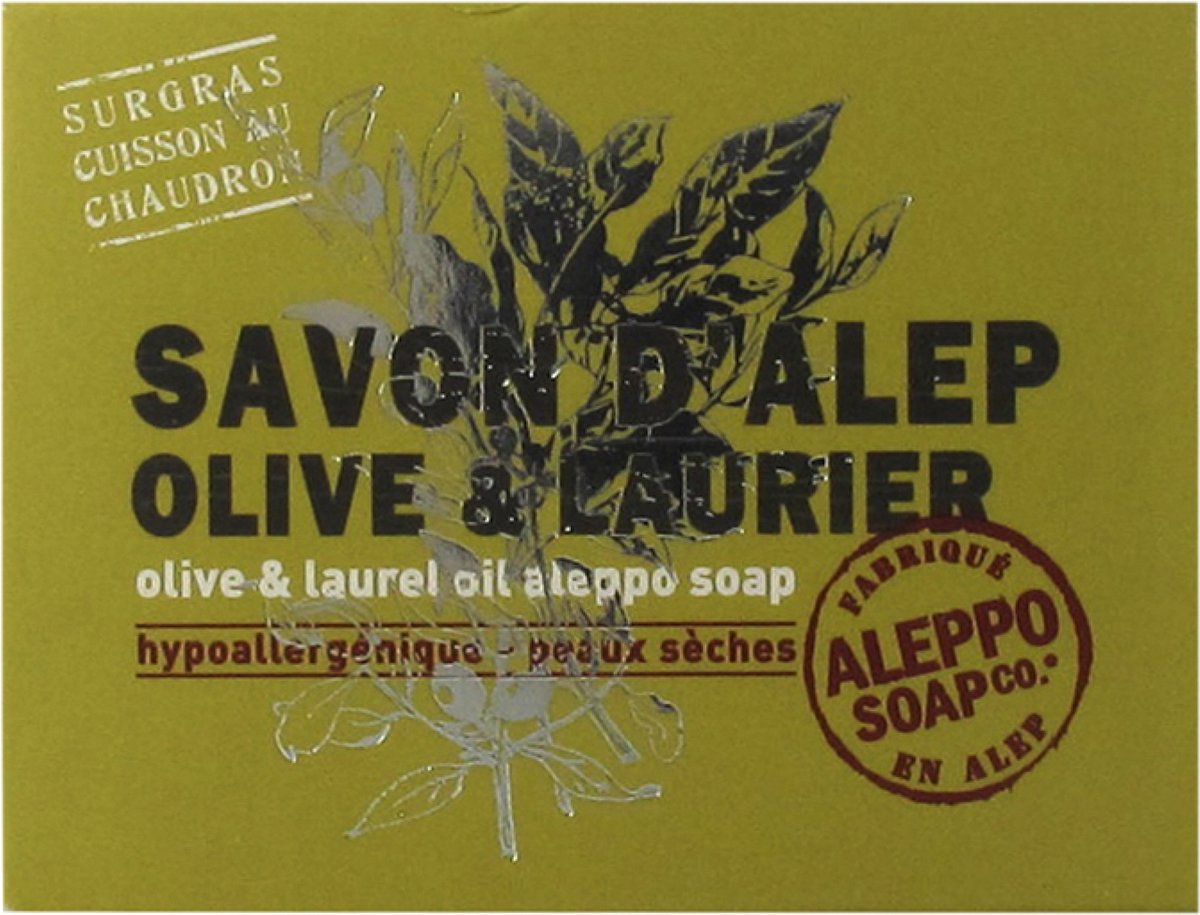 SURGRAS
CUISSON AU
CHAUDRON
SAVON D'ALEP
OLIVE & LAURIER
olive & laurel oil aleppo soap
hypoallergénique - peaux sèches
FABRIQUÉ
ALEPPO
SOAP CO.
EN ALEP